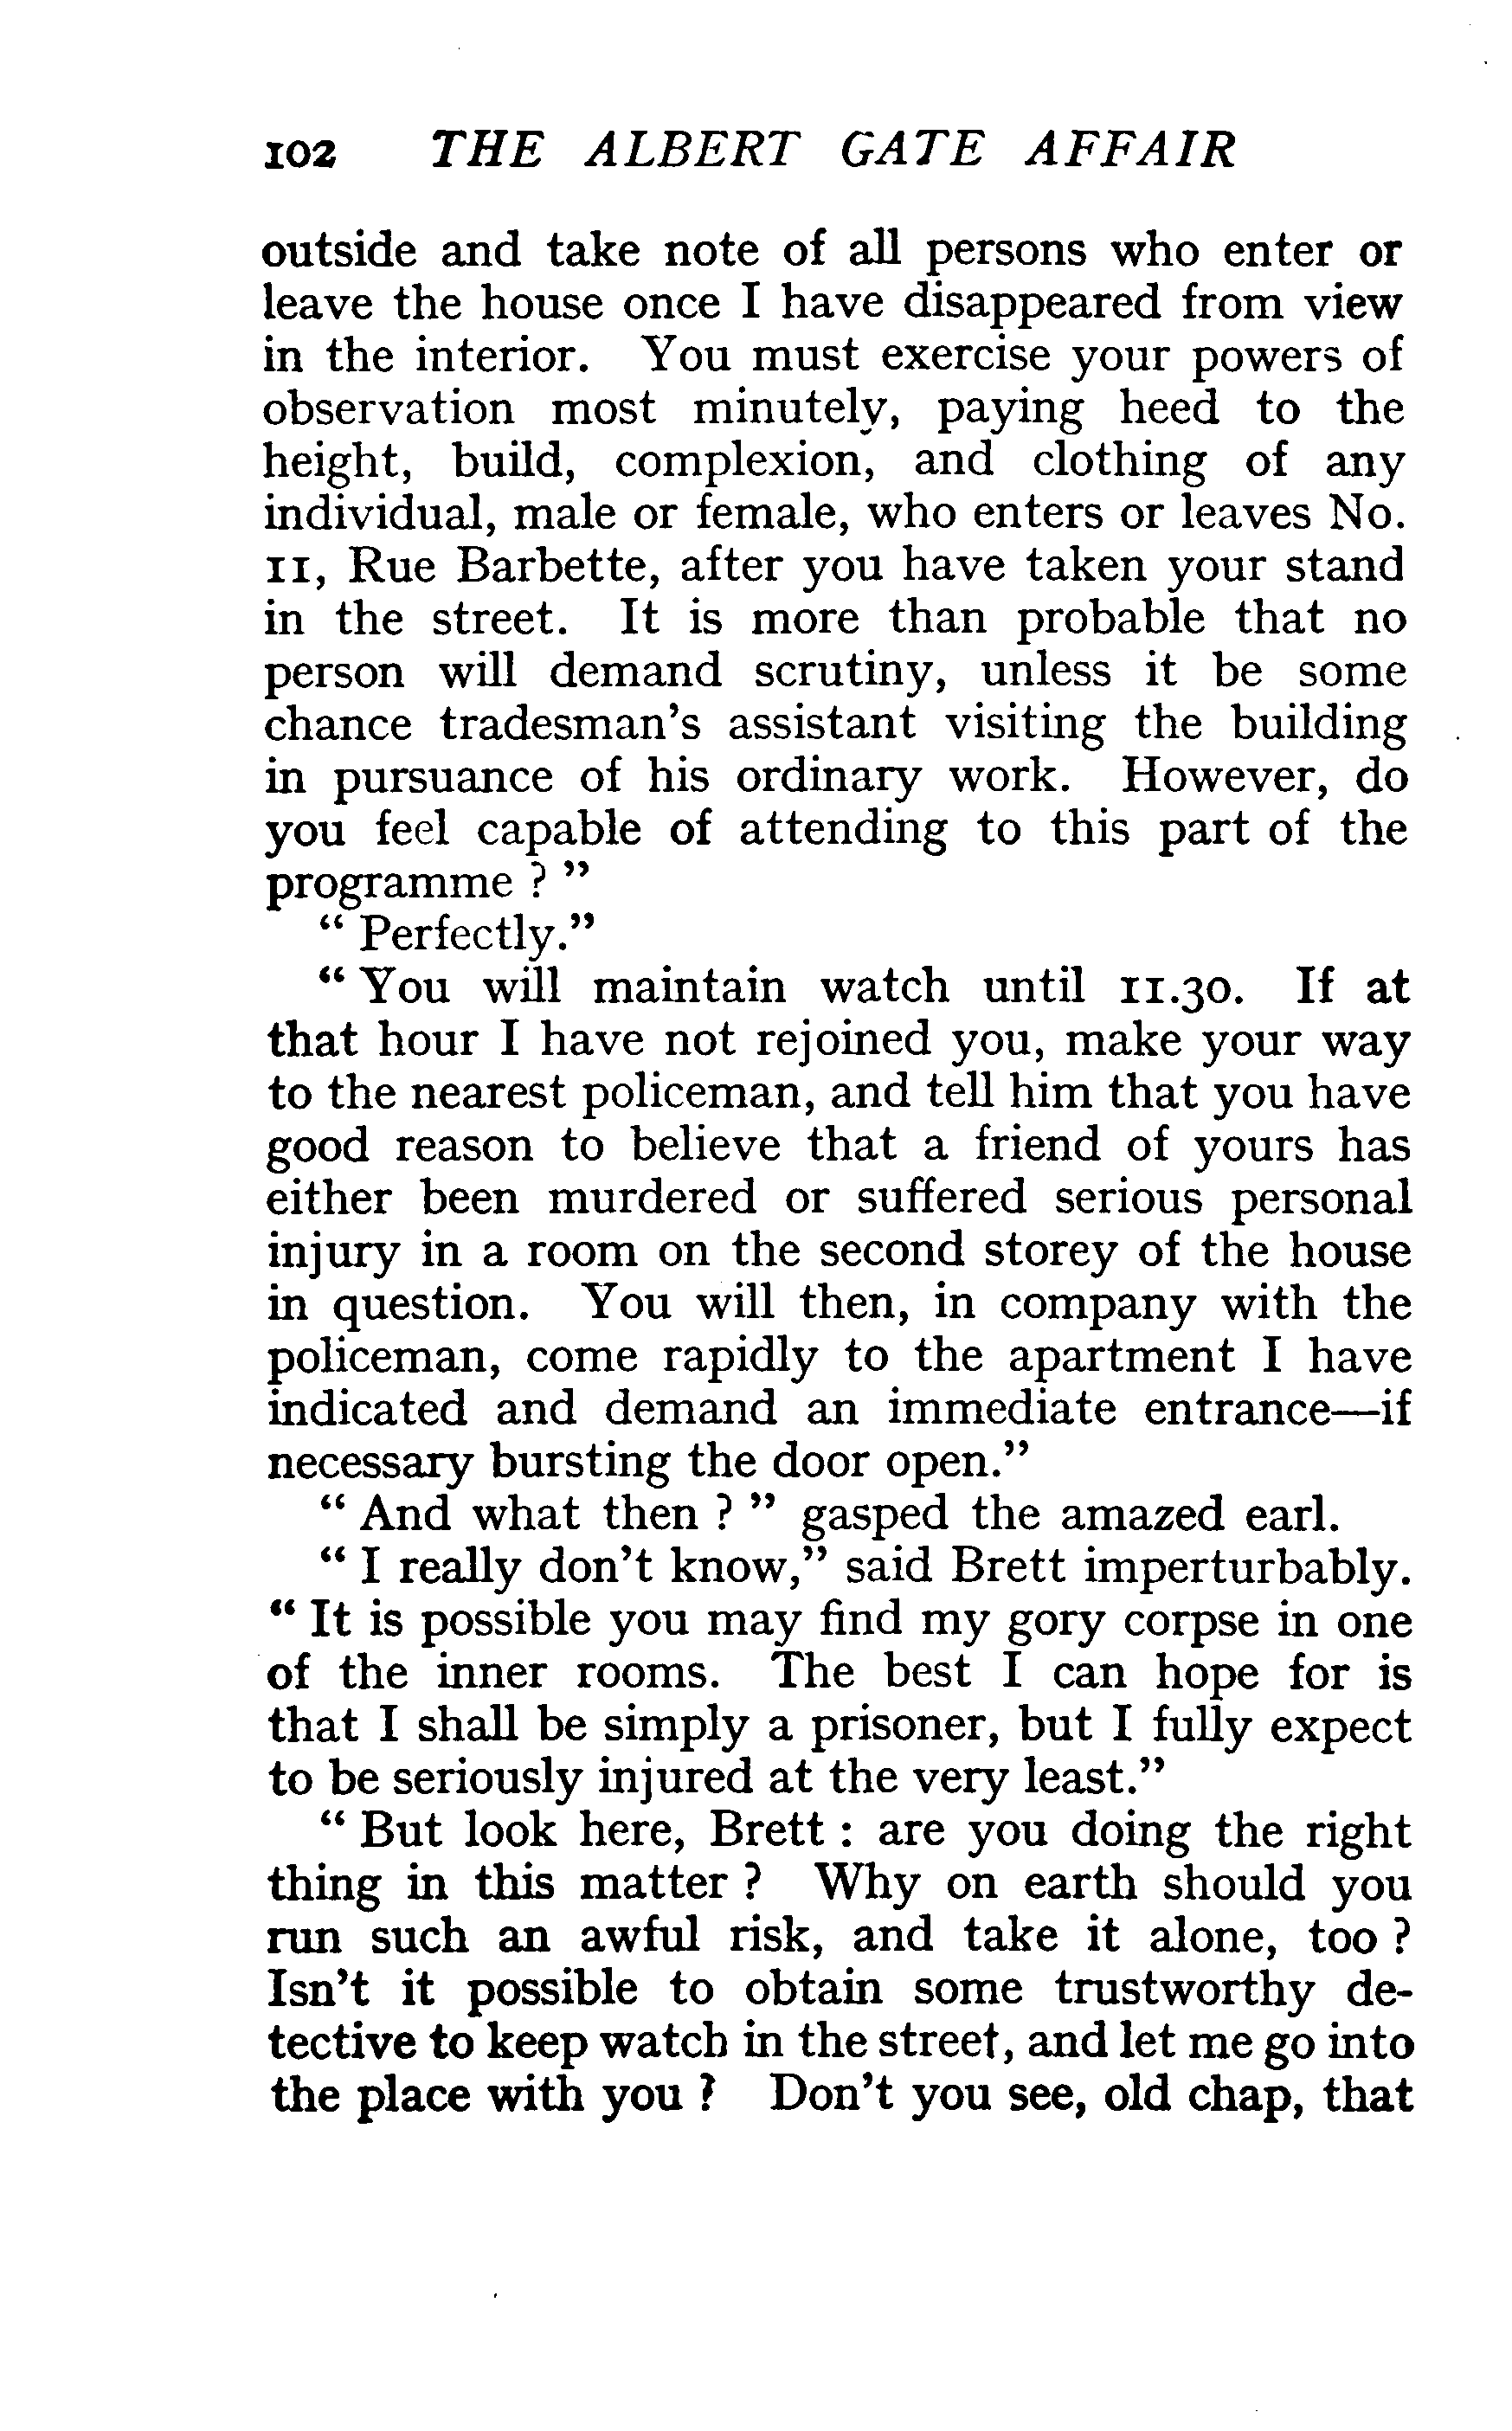 102 THE ALBERT GATE AFFAIR
outside and take note of all persons who enter or
leave the house once I have disappeared from view
in the interior. You must exercise your powers of
observation most minutely, paying heed to the
height, build, complexion, and clothing of any
individual, male or female, who enters or leaves No.
11, Rue Barbette, after you have taken your stand
in the street. It is more than probable that no
person will demand scrutiny, unless it be some
chance tradesman's assistant visiting the building
in pursuance of his ordinary work. However, do
you feel capable of attending to this part of the
programme ? "
" Perfectly."
" You will maintain watch until 11.30. If at
that hour I have not rejoined you, make your way
to the nearest policeman, and tell him that you have
good reason to believe that a friend of yours has
either been murdered or suffered serious personal
injury in a room on the second storey of the house
in question. You will then, in company with the
policeman, come rapidly to the apartment I have
indicated and demand an immediate entrance—if
necessary bursting the door open."
" And what then ? " gasped the amazed earl.
" I really don't know," said Brett imperturbably.
" It is possible you may find my gory corpse in one
of the inner rooms. The best I can hope for is
that I shall be simply a prisoner, but I fully expect
to be seriously injured at the very least."
" But look here, Brett : are you doing the right
thing in this matter ? Why on earth should you
run such an awful risk, and take it alone, too ?
Isn't it possible to obtain some trustworthy de-
tective to keep watch in the street, and let me go into
the place with you ? Don't you see, old chap, that